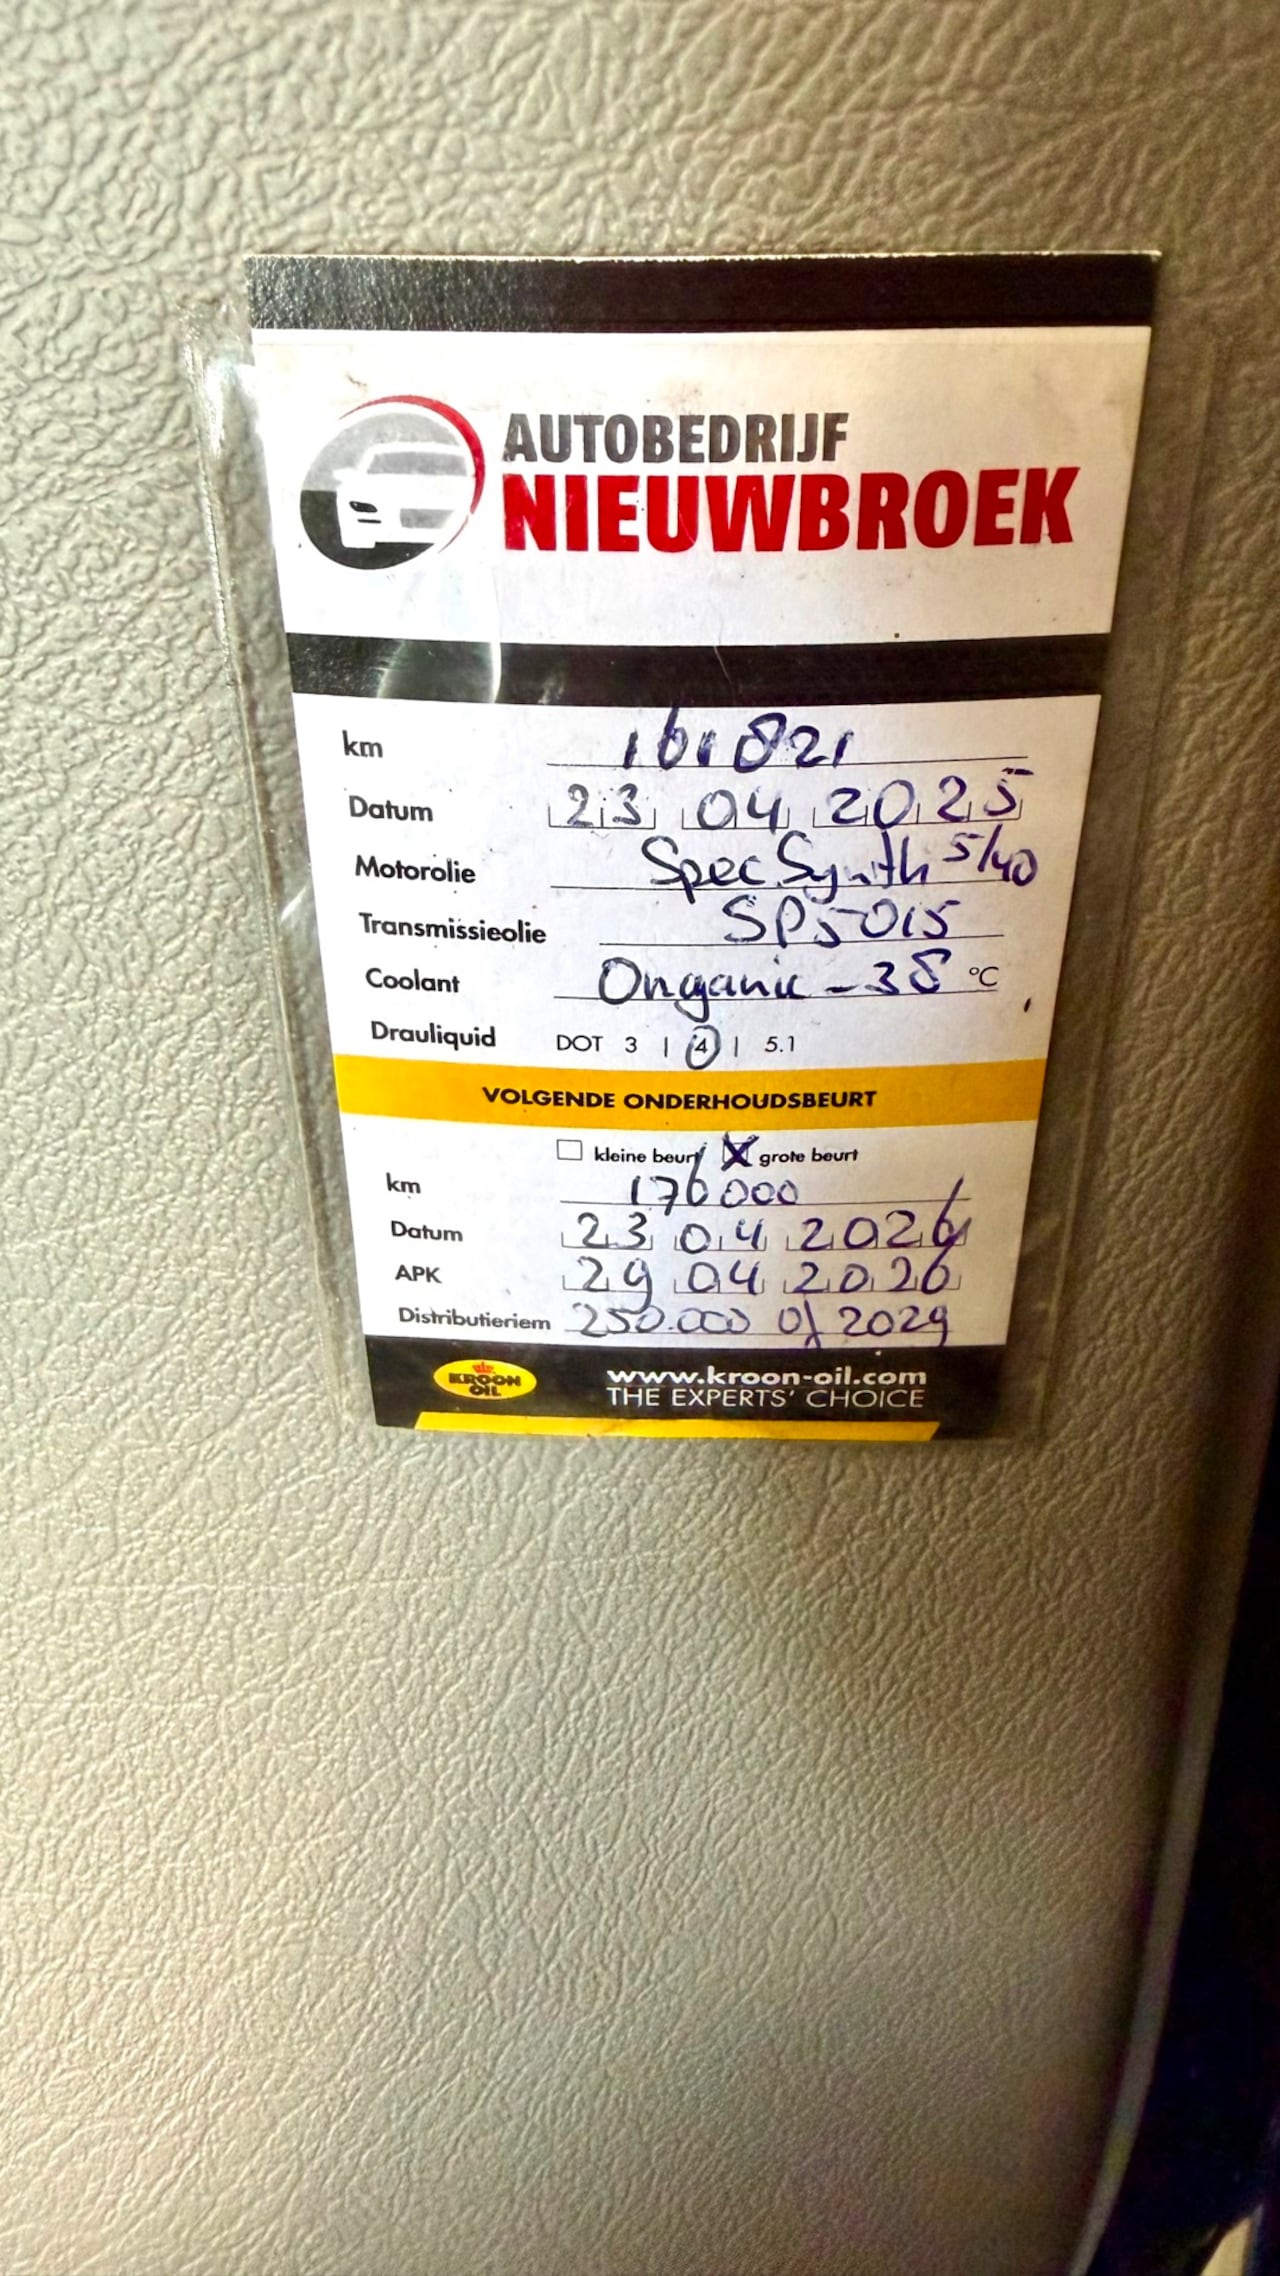 AUTOBEDRIJF
NIEUWBROEK
km 161821
Datum 23 04 2025
Motorolie SpecSynth 5/40
Transmissieolie SP5015
Coolant Organic -38 °C
Drauliquid DOT 3 | 4 | 5.1
VOLGENDE ONDERHOUDSBEURT
kleine beurt X grote beurt
km 176000
Datum 23 04 2026
APK 29 04 2026
Distributieriem 250.000 of 2029
KROON OIL
www.kroon-oil.com
THE EXPERTS' CHOICE